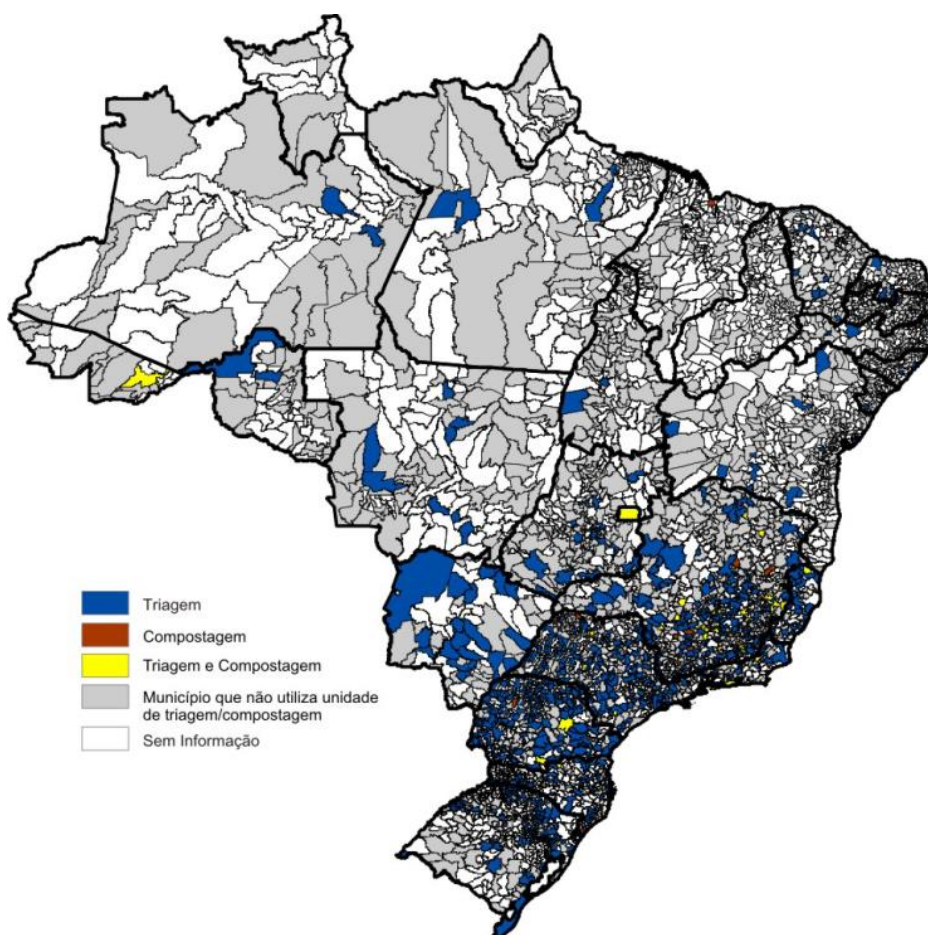 Triagem
Compostagem
Triagem e Compostagem
Município que não utiliza unidade
de triagem/compostagem
Sem Informação